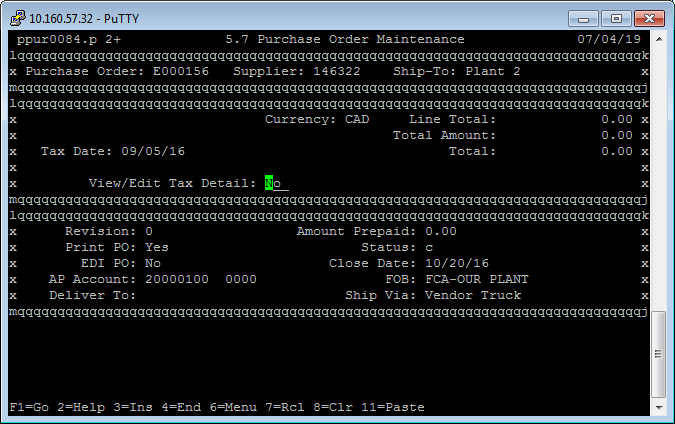 10.160.57.32 - PuTTY
ppur0084.p 2+ 5.7 Purchase Order Maintenance 07/04/19
lqqqqqqqqqqqqqqqqqqqqqqqqqqqqqqqqqqqqqqqqqqqqqqqqqqqqqqqqqqqqqqqqqqqqqqqqqqqqqqk
x Purchase Order: E000156 Supplier: 146322 Ship-To: Plant 2 x
mqqqqqqqqqqqqqqqqqqqqqqqqqqqqqqqqqqqqqqqqqqqqqqqqqqqqqqqqqqqqqqqqqqqqqqqqqqqqqqj
lqqqqqqqqqqqqqqqqqqqqqqqqqqqqqqqqqqqqqqqqqqqqqqqqqqqqqqqqqqqqqqqqqqqqqqqqqqqqqqk
x Currency: CAD Line Total: 0.00 x
x Total Amount: 0.00 x
x Tax Date: 09/05/16 Total: 0.00 x
x x
x View/Edit Tax Detail: No_ x
mqqqqqqqqqqqqqqqqqqqqqqqqqqqqqqqqqqqqqqqqqqqqqqqqqqqqqqqqqqqqqqqqqqqqqqqqqqqqqqj
lqqqqqqqqqqqqqqqqqqqqqqqqqqqqqqqqqqqqqqqqqqqqqqqqqqqqqqqqqqqqqqqqqqqqqqqqqqqqqqk
x Revision: 0 Amount Prepaid: 0.00 x
x Print PO: Yes Status: c x
x EDI PO: No Close Date: 10/20/16 x
x AP Account: 20000100 0000 FOB: FCA-OUR PLANT x
x Deliver To: Ship Via: Vendor Truck x
mqqqqqqqqqqqqqqqqqqqqqqqqqqqqqqqqqqqqqqqqqqqqqqqqqqqqqqqqqqqqqqqqqqqqqqqqqqqqqqj
F1=Go 2=Help 3=Ins 4=End 6=Menu 7=Rcl 8=Clr 11=Paste